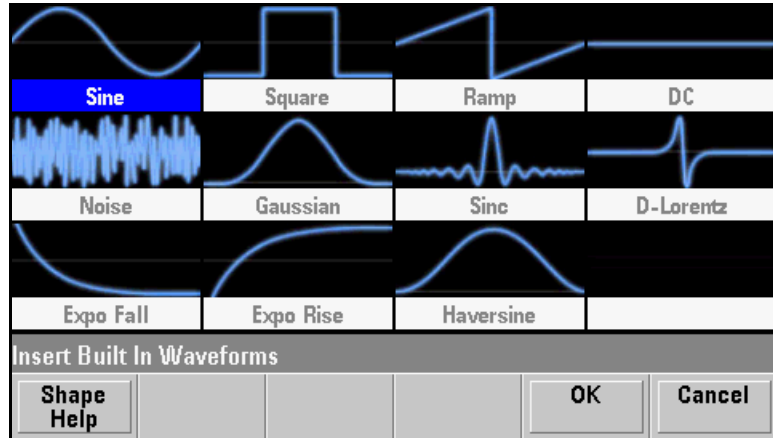 Sine Square Ramp DC
Noise Gaussian Sinc D-Lorentz
Expo Fall Expo Rise Haversine
Insert Built In Waveforms
Shape Help OK Cancel